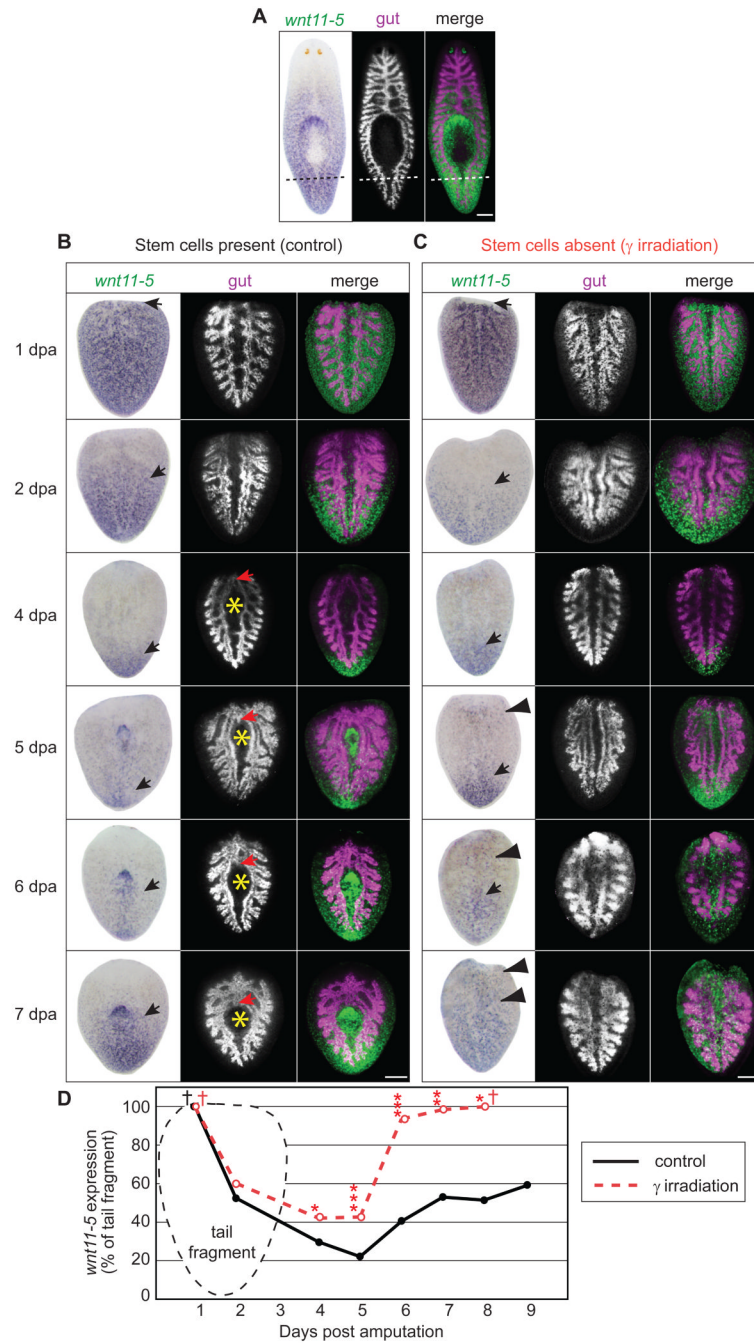 A
wnt11-5 gut merge
B Stem cells present (control)
C Stem cells absent (γ irradiation)
wnt11-5 gut merge wnt11-5 gut merge
1 dpa
2 dpa
4 dpa
*
5 dpa
*
6 dpa
*
7 dpa
*
D
wnt11-5 expression
(% of tail fragment)
100
80
60
40
20
0
† †
* *** *** ** * †
tail
fragment
1 2 3 4 5 6 7 8 9
Days post amputation
control
γ irradiation